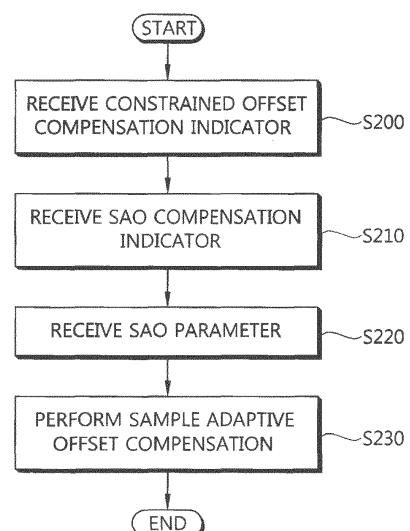 START
RECEIVE CONSTRAINED OFFSET
COMPENSATION INDICATOR
S200
RECEIVE SAO COMPENSATION
INDICATOR
S210
RECEIVE SAO PARAMETER
S220
PERFORM SAMPLE ADAPTIVE
OFFSET COMPENSATION
S230
END